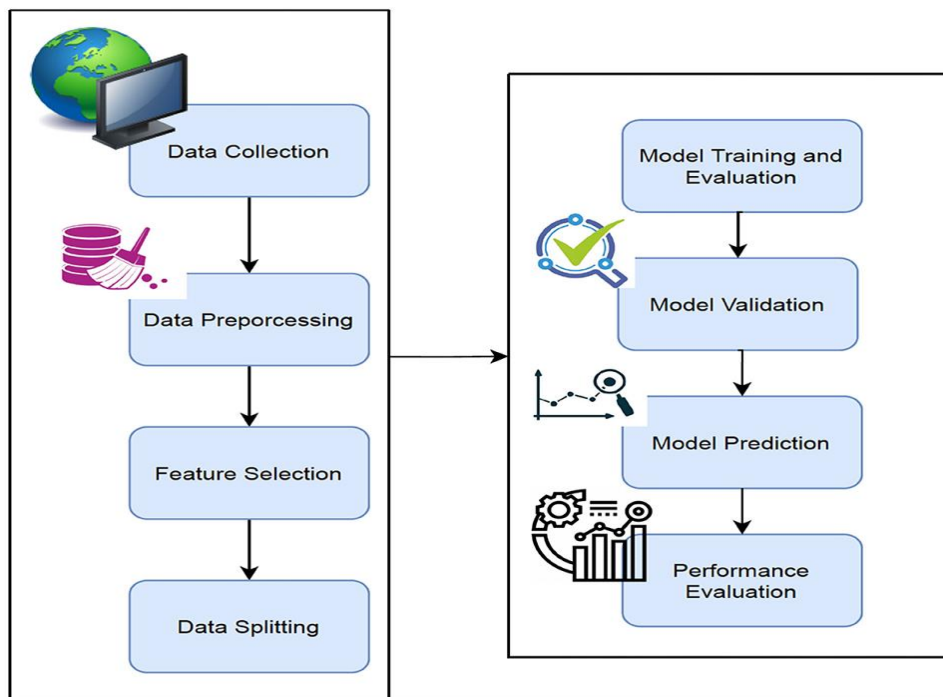 Data Collection
Data Preporcessing
Feature Selection
Data Splitting
Model Training and
Evaluation
Model Validation
Model Prediction
Performance
Evaluation